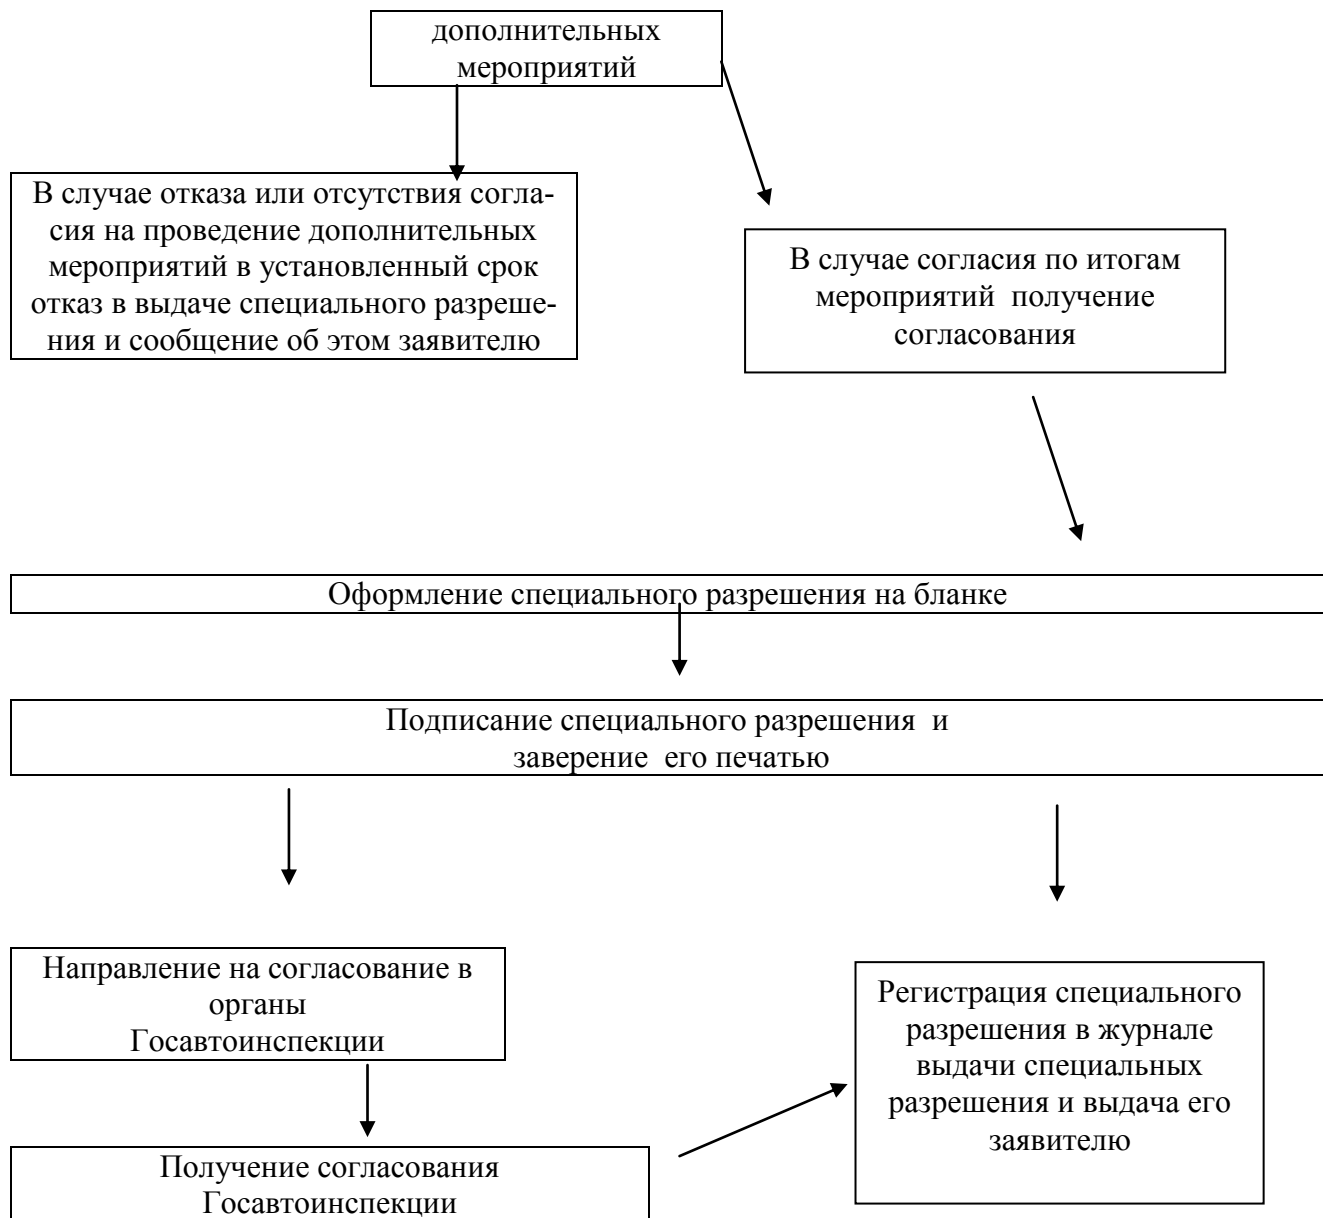 дополнительных
мероприятий
В случае отказа или отсутствия согла-
сия на проведение дополнительных
мероприятий в установленный срок
отказ в выдаче специального разреше-
ния и сообщение об этом заявителю
В случае согласия по итогам
мероприятий  получение
согласования
Оформление специального разрешения на бланке
Подписание специального разрешения  и
заверение  его печатью
Направление на согласование в
органы
Госавтоинспекции
Регистрация специального
разрешения в журнале
выдачи специальных
разрешения и выдача его
заявителю
Получение согласования
Госавтоинспекции